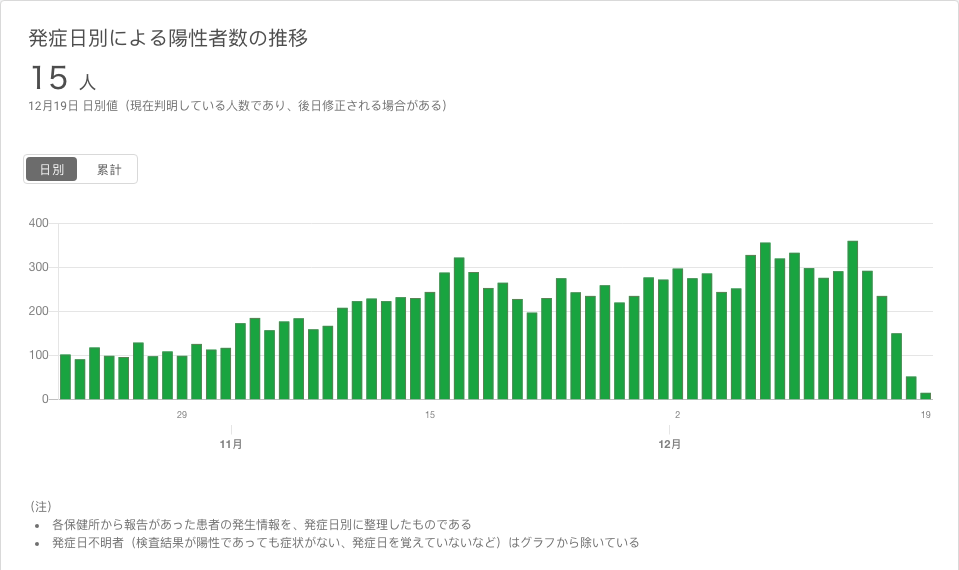 発症日別による陽性者数の推移
15 人
12月19日 日別値（現在判明している人数であり、後日修正される場合がある）
日別 累計
400
300
200
100
0
29 15 2 19
11月 12月
（注）
• 各保健所から報告があった患者の発生情報を、発症日別に整理したものである
• 発症日不明者（検査結果が陽性であっても症状がない、発症日を覚えていないなど）はグラフから除いている